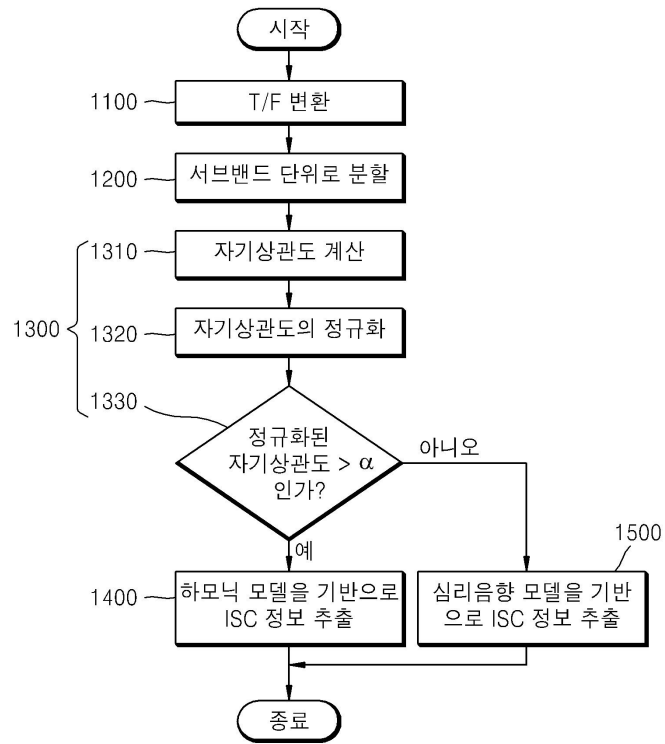 시작
1100
T/F 변환
1200
서브밴드 단위로 분할
1300
1310
자기상관도 계산
1320
자기상관도의 정규화
1330
정규화된
자기상관도 > α
인가?
아니오
예
1400
하모닉 모델을 기반으로
ISC 정보 추출
1500
심리음향 모델을 기반
으로 ISC 정보 추출
종료